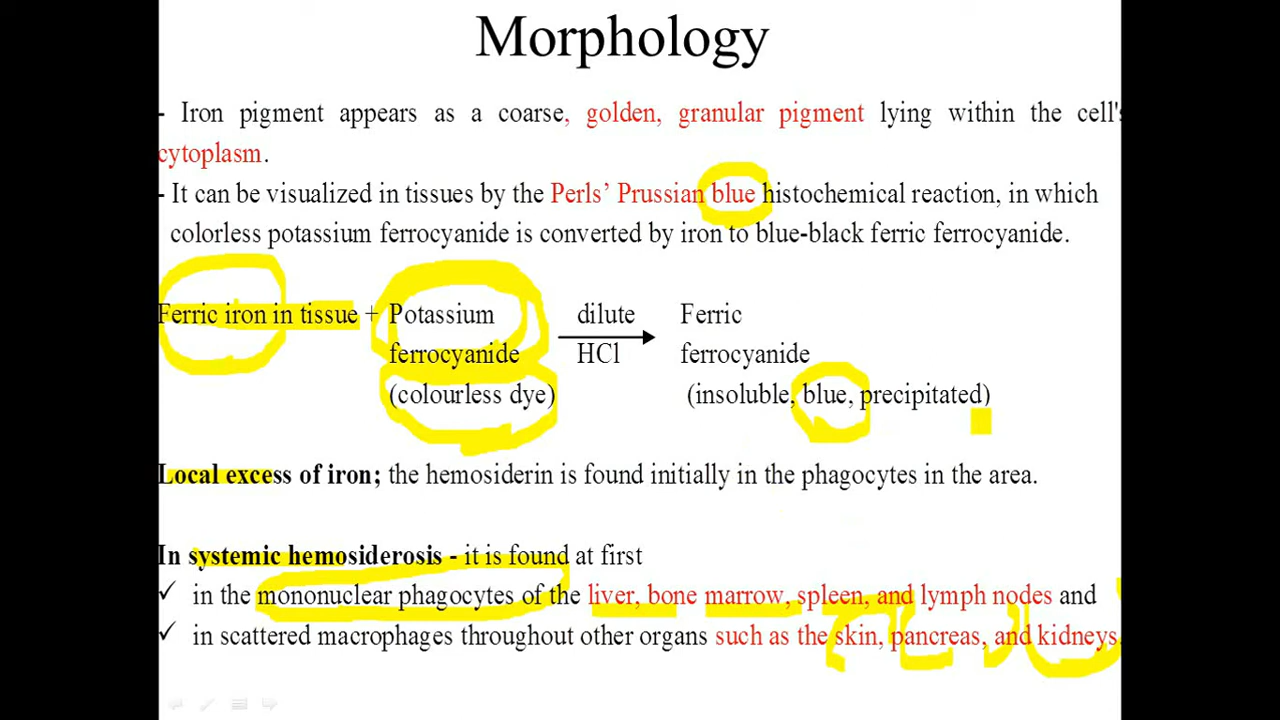 Morphology
- Iron pigment appears as a coarse, golden, granular pigment lying within the cell's
cytoplasm.
- It can be visualized in tissues by the Perls’ Prussian blue histochemical reaction, in which
colorless potassium ferrocyanide is converted by iron to blue-black ferric ferrocyanide.
Ferric iron in tissue + Potassium dilute Ferric
ferrocyanide HCl ferrocyanide
(colourless dye) (insoluble, blue, precipitated)
Local excess of iron; the hemosiderin is found initially in the phagocytes in the area.
In systemic hemosiderosis - it is found at first
✓ in the mononuclear phagocytes of the liver, bone marrow, spleen, and lymph nodes and
✓ in scattered macrophages throughout other organs such as the skin, pancreas, and kidneys.